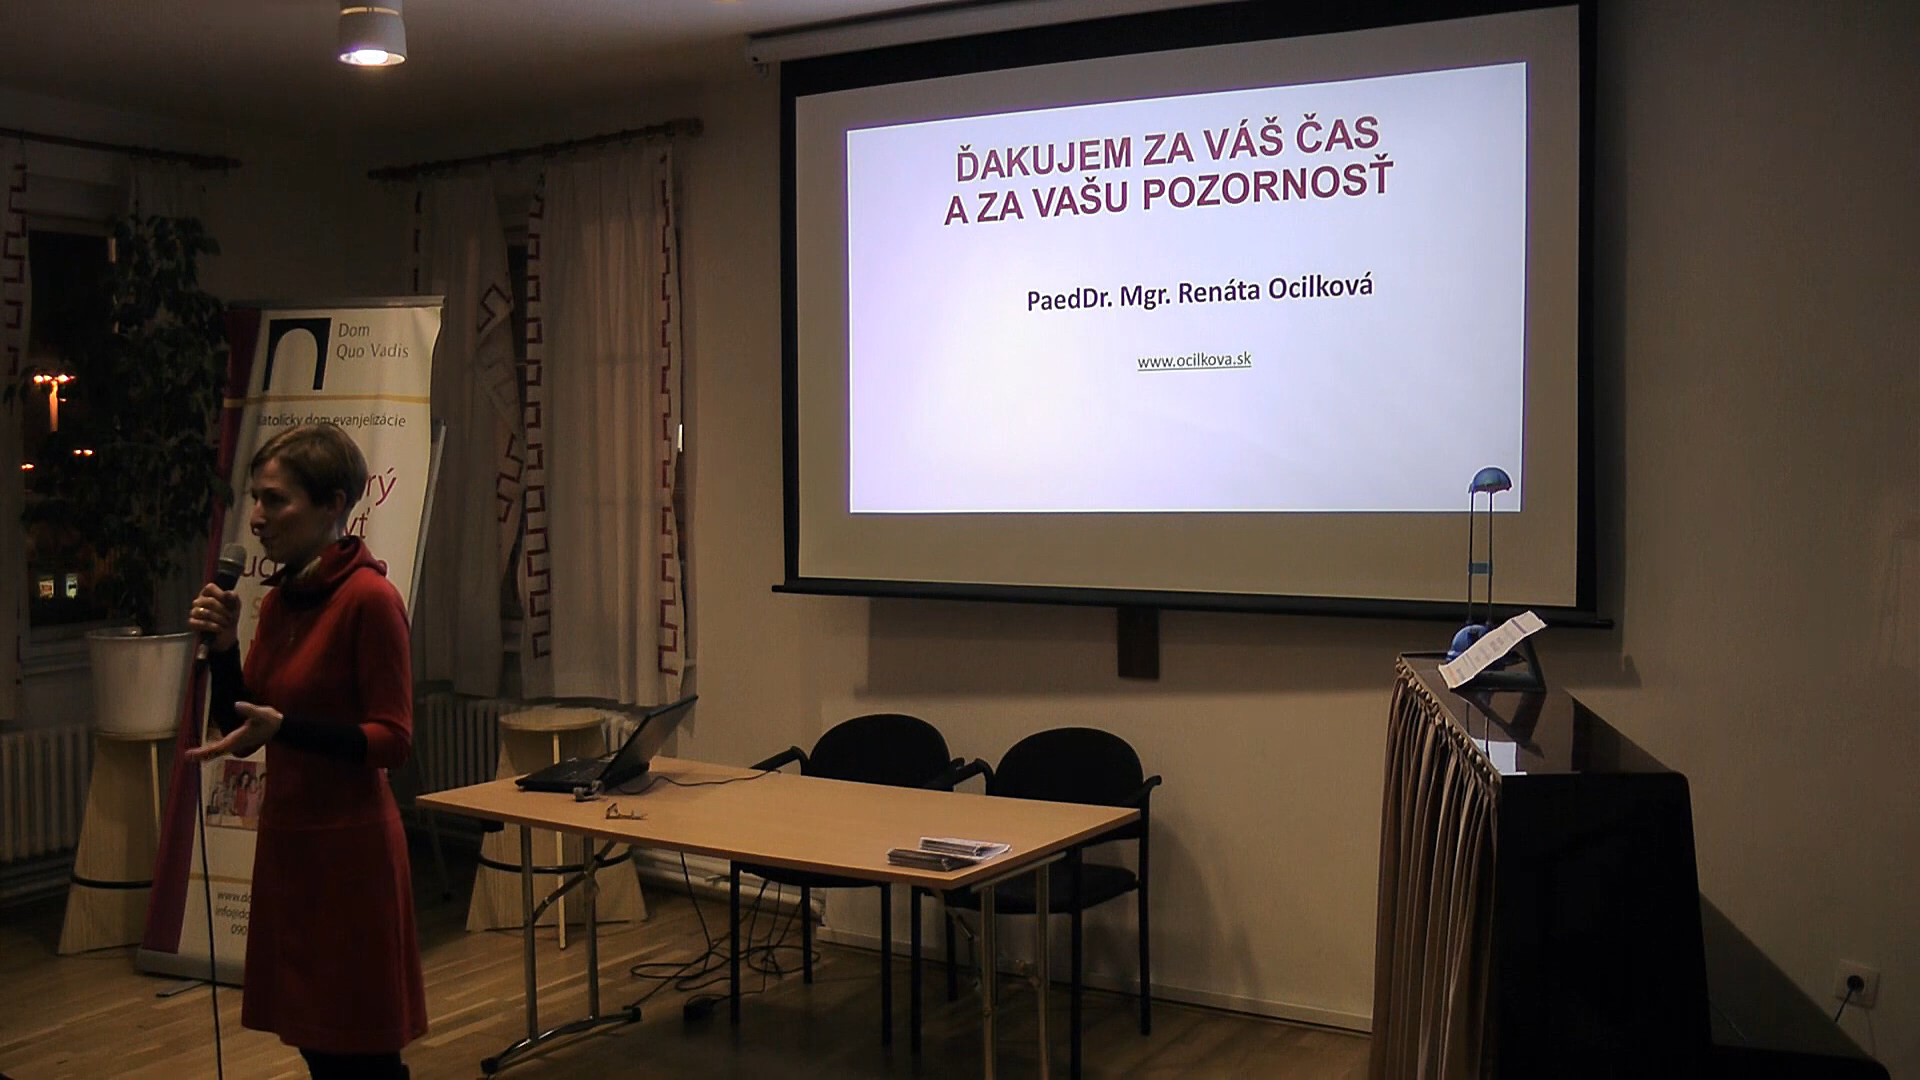 ĎAKUJEM ZA VÁŠ ČAS
A ZA VAŠU POZORNOSŤ
PaedDr. Mgr. Renáta Ocilková
www.ocilkova.sk
Dom
Quo Vadis
katolícky dom evanjelizácie